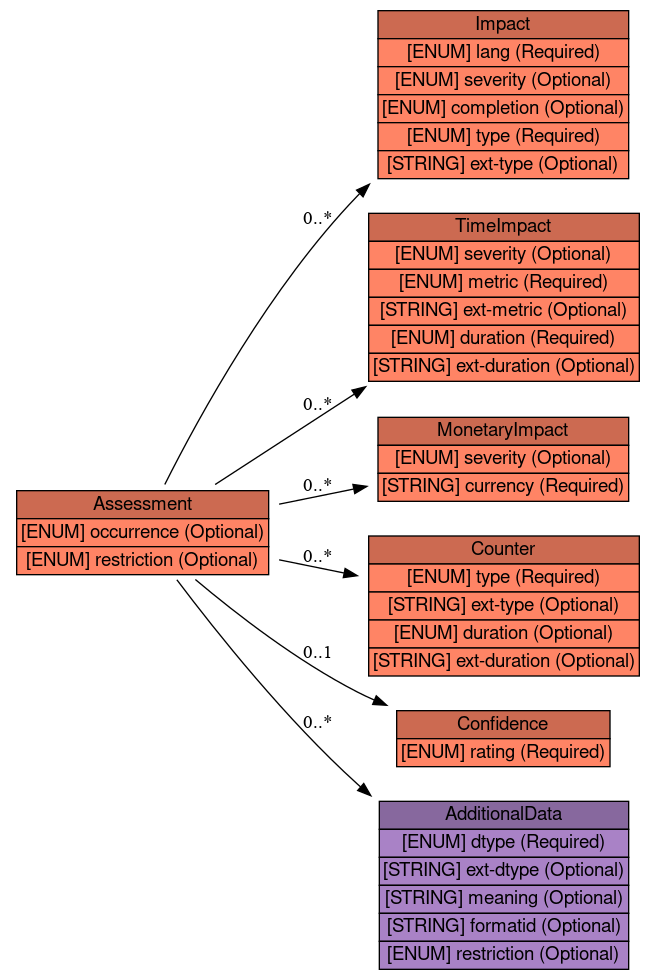 Impact
[ENUM] lang (Required)
[ENUM] severity (Optional)
[ENUM] completion (Optional)
[ENUM] type (Required)
[STRING] ext-type (Optional)
0..*
TimeImpact
[ENUM] severity (Optional)
[ENUM] metric (Required)
[STRING] ext-metric (Optional)
[ENUM] duration (Required)
[STRING] ext-duration (Optional)
0..*
MonetaryImpact
[ENUM] severity (Optional)
[STRING] currency (Required)
0..*
Assessment
[ENUM] occurrence (Optional)
[ENUM] restriction (Optional)
0..*
Counter
[ENUM] type (Required)
[STRING] ext-type (Optional)
[ENUM] duration (Optional)
[STRING] ext-duration (Optional)
0..1
Confidence
[ENUM] rating (Required)
0..*
AdditionalData
[ENUM] dtype (Required)
[STRING] ext-dtype (Optional)
[STRING] meaning (Optional)
[STRING] formatid (Optional)
[ENUM] restriction (Optional)